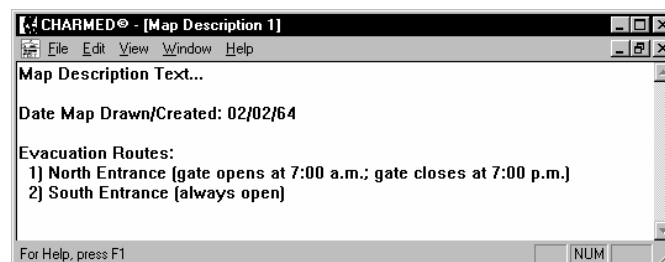 CHARMED© - [Map Description 1]
File Edit View Window Help
Map Description Text...
Date Map Drawn/Created: 02/02/64
Evacuation Routes:
1) North Entrance (gate opens at 7:00 a.m.; gate closes at 7:00 p.m.)
2) South Entrance (always open)
For Help, press F1 NUM